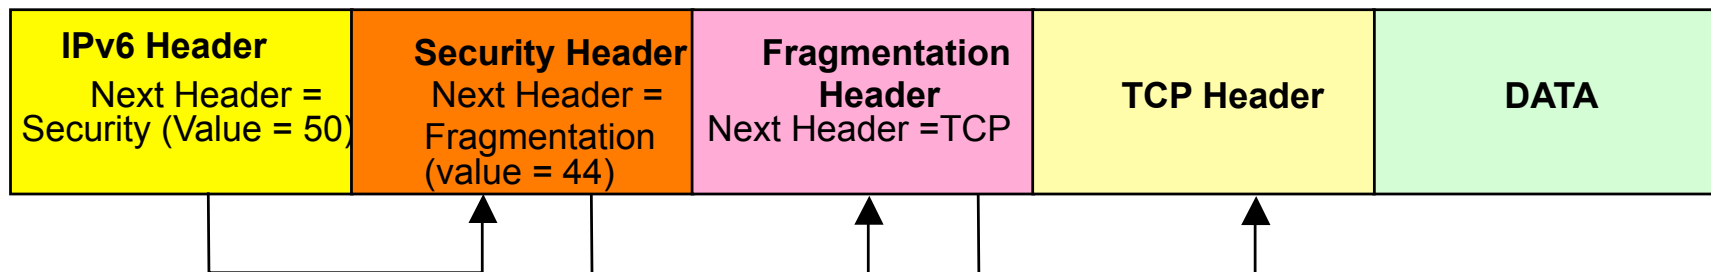 IPv6 Header
Next Header =
Security (Value = 50)
Security Header
Next Header =
Fragmentation
(value = 44)
Fragmentation
Header
Next Header =TCP
TCP Header
DATA